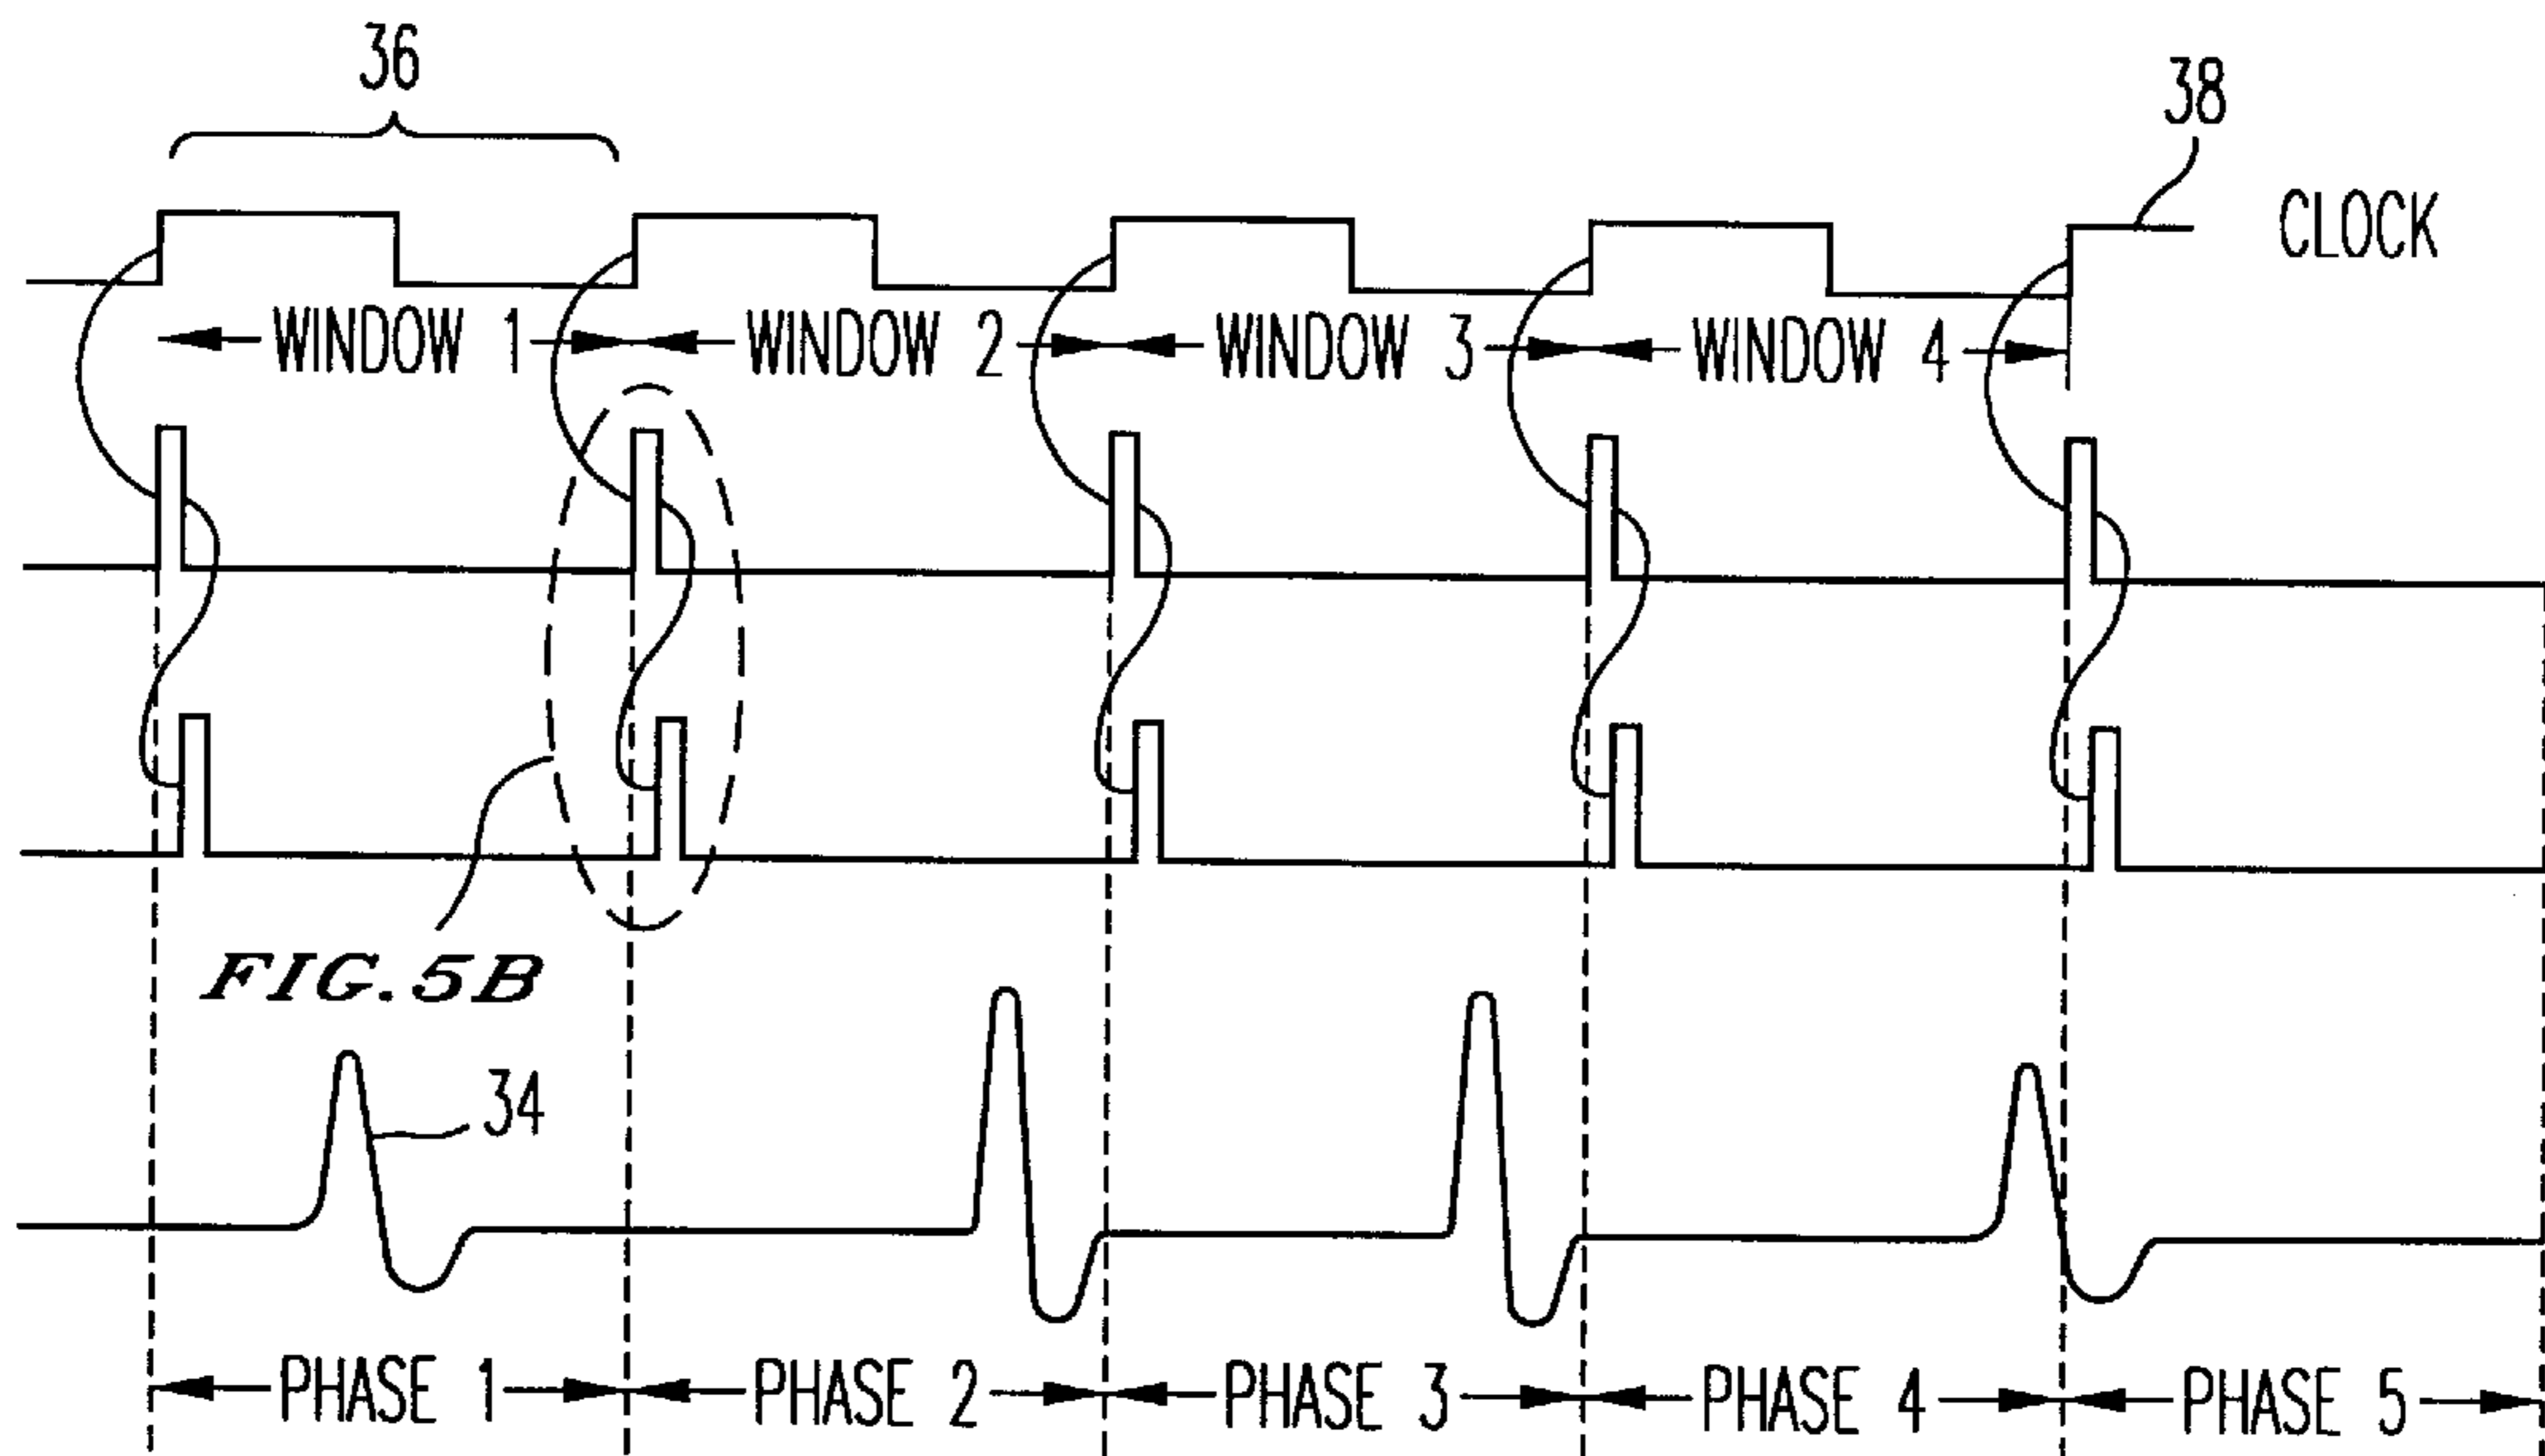 36
38
CLOCK
WINDOW 1 WINDOW 2 WINDOW 3 WINDOW 4
FIG.5B
34
PHASE 1 PHASE 2 PHASE 3 PHASE 4 PHASE 5